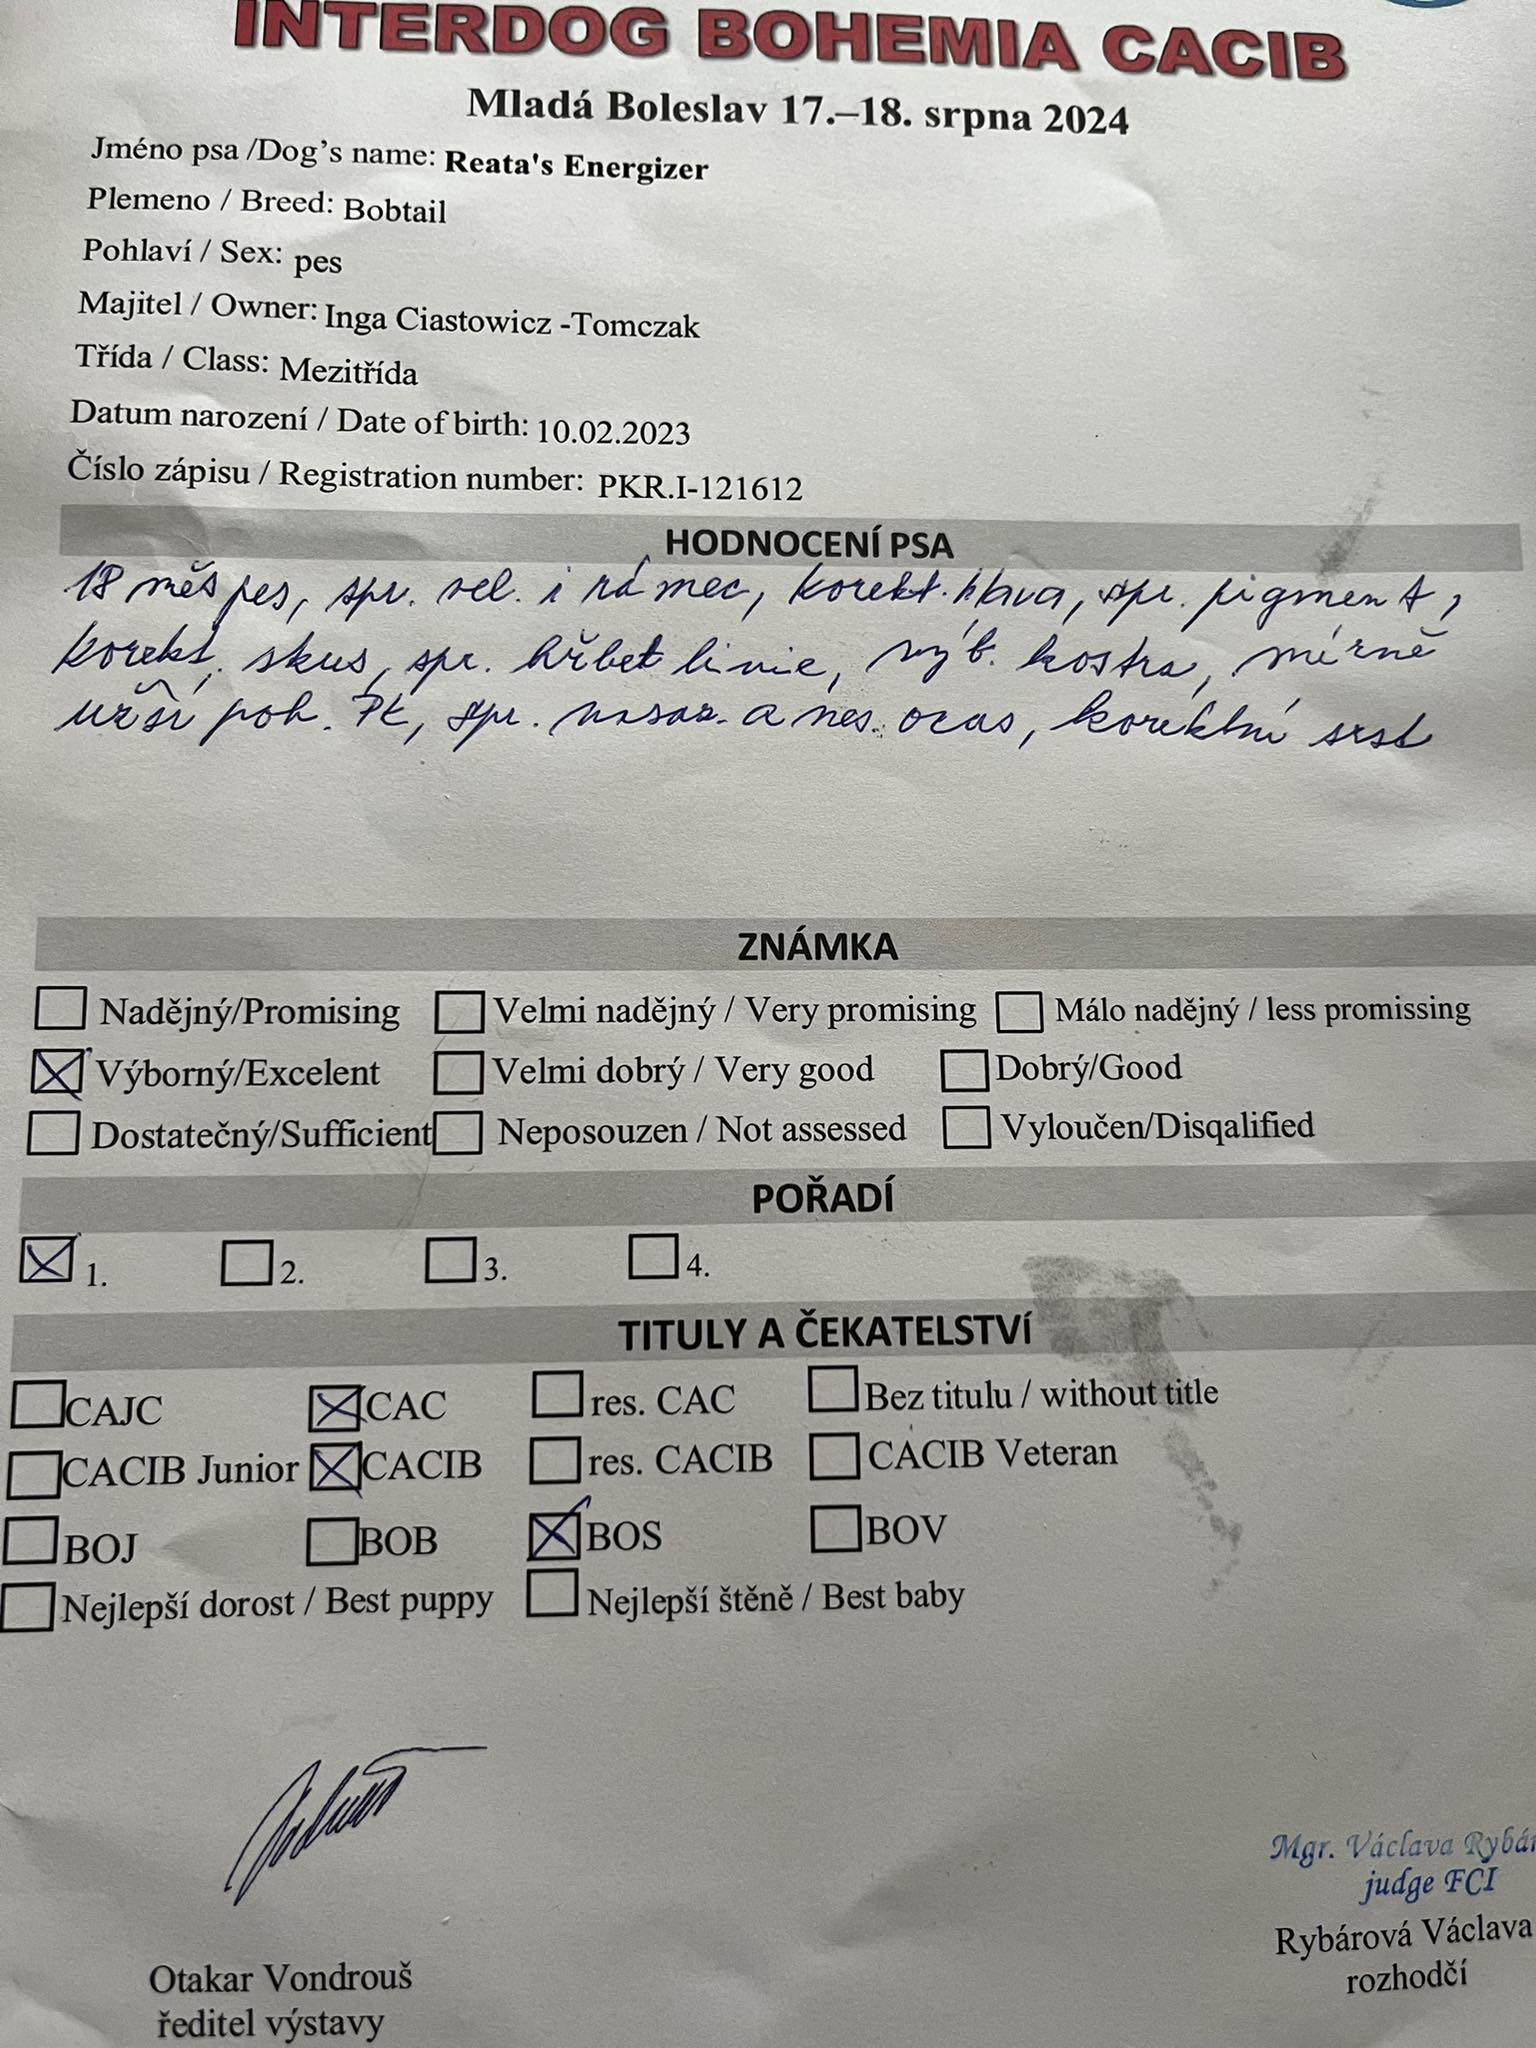 INTERDOG BOHEMIA CACIB
Mladá Boleslav 17.–18. srpna 2024
Jméno psa /Dog's name: Reata's Energizer
Plemeno / Breed: Bobtail
Pohlaví / Sex: pes
Majitel / Owner: Inga Ciastowicz -Tomczak
Třída / Class: Mezitřída
Datum narození / Date of birth: 10.02.2023
Číslo zápisu / Registration number: PKR.I-121612
HODNOCENÍ PSA
18 měs pes, spr. vel. i rámec, korekt. hlava, spr. pigment,
korekt. skus, spr. hřbet linie, výb. kostra, mírně
užší poh. PK, spr. nasaz. a nes. ocas, korektní srst
ZNÁMKA
Nadějný/Promising Velmi nadějný / Very promising Málo nadějný / less promissing
Výborný/Excelent Velmi dobrý / Very good Dobrý/Good
Dostatečný/Sufficient Neposouzen / Not assessed Vyloučen/Disqalified
POŘADÍ
1. 2. 3. 4.
TITULY A ČEKATELSTVÍ
CAJC CAC res. CAC Bez titulu / without title
CACIB Junior CACIB res. CACIB CACIB Veteran
BOJ BOB BOS BOV
Nejlepší dorost / Best puppy Nejlepší štěně / Best baby
Mgr. Václava Rybár
judge FCI
Rybárová Václava
rozhodčí
Otakar Vondrouš
ředitel výstavy